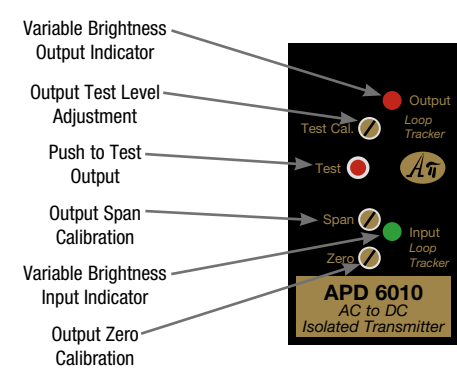 Variable Brightness
Output Indicator
Output Test Level
Adjustment
Push to Test
Output
Output Span
Calibration
Variable Brightness
Input Indicator
Output Zero
Calibration
Output
Loop
Tracker
Test Cal.
Test
Aπ
Span
Input
Loop
Tracker
Zero
APD 6010
AC to DC
Isolated Transmitter